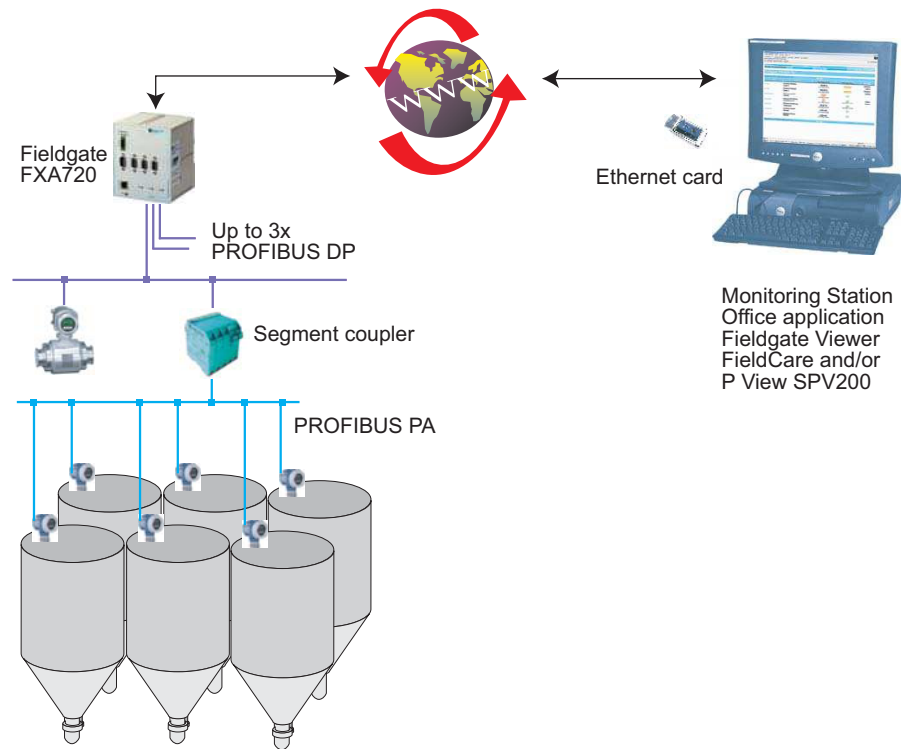 WWW
Fieldgate
FXA720
Ethernet card
Up to 3x
PROFIBUS DP
Segment coupler
Monitoring Station
Office application
Fieldgate Viewer
FieldCare and/or
P View SPV200
PROFIBUS PA